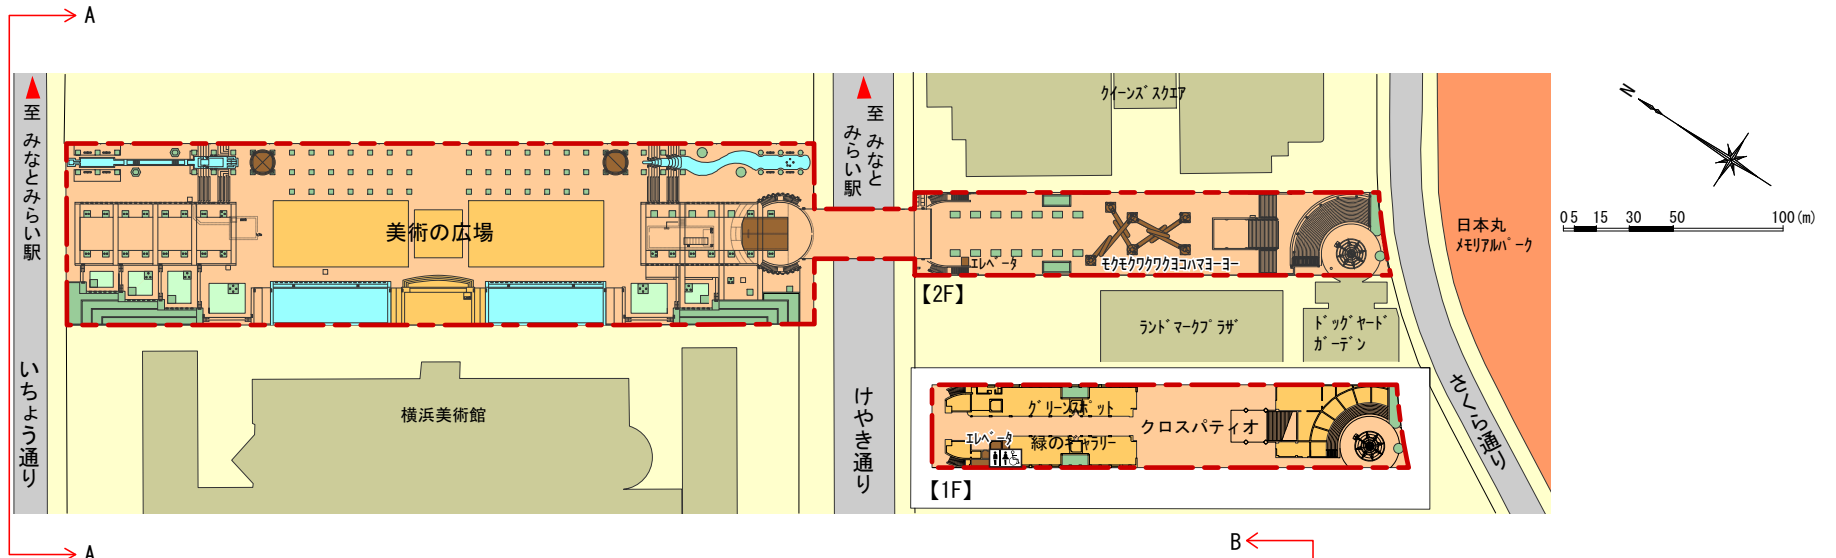 A
至 みなとみらい駅
至 みなと
みらい駅
クイーンズスクエア
N
0 5 15 30 50 100 (m)
日本丸
メモリアルパーク
美術の広場
エレベータ
モクモクワクワクヨコハマヨーヨー
【2F】
ランドマークプラザ
ドッグヤード
ガーデン
いちょう通り
横浜美術館
けやき通り
さくら通り
グリーンスポット
クロスパティオ
エレベータ
緑のギャラリー
【1F】
B
A